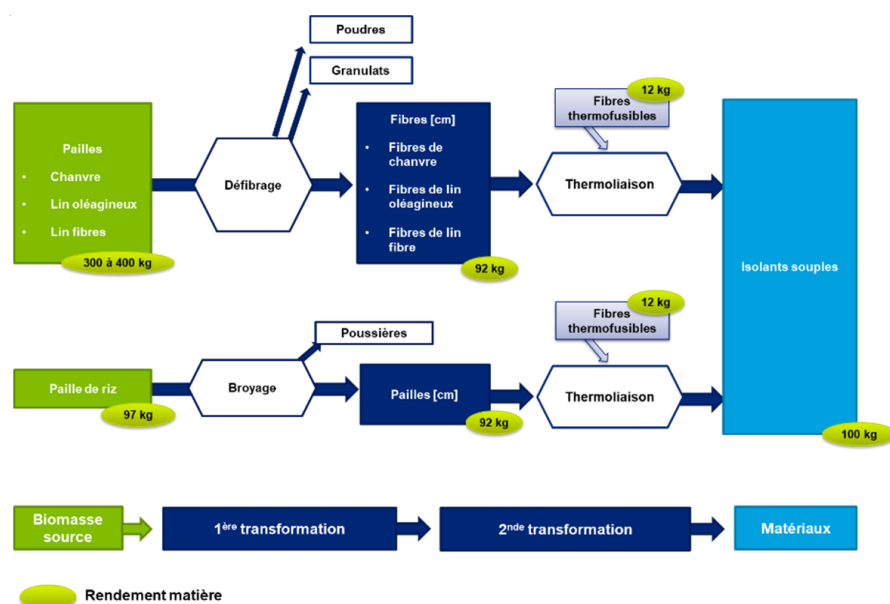 Poudres
Granulats
Pailles
• Chanvre
• Lin oléagineux
• Lin fibres
300 à 400 kg
Défibrage
Fibres [cm]
• Fibres de
chanvre
• Fibres de lin
oléagineux
• Fibres de lin
fibre
92 kg
12 kg
Fibres
thermofusibles
Thermoliaison
Isolants souples
Paille de riz
97 kg
Broyage
Poussières
Pailles [cm]
92 kg
12 kg
Fibres
thermofusibles
Thermoliaison
100 kg
Biomasse
source
1ère transformation
2nde transformation
Matériaux
Rendement matière